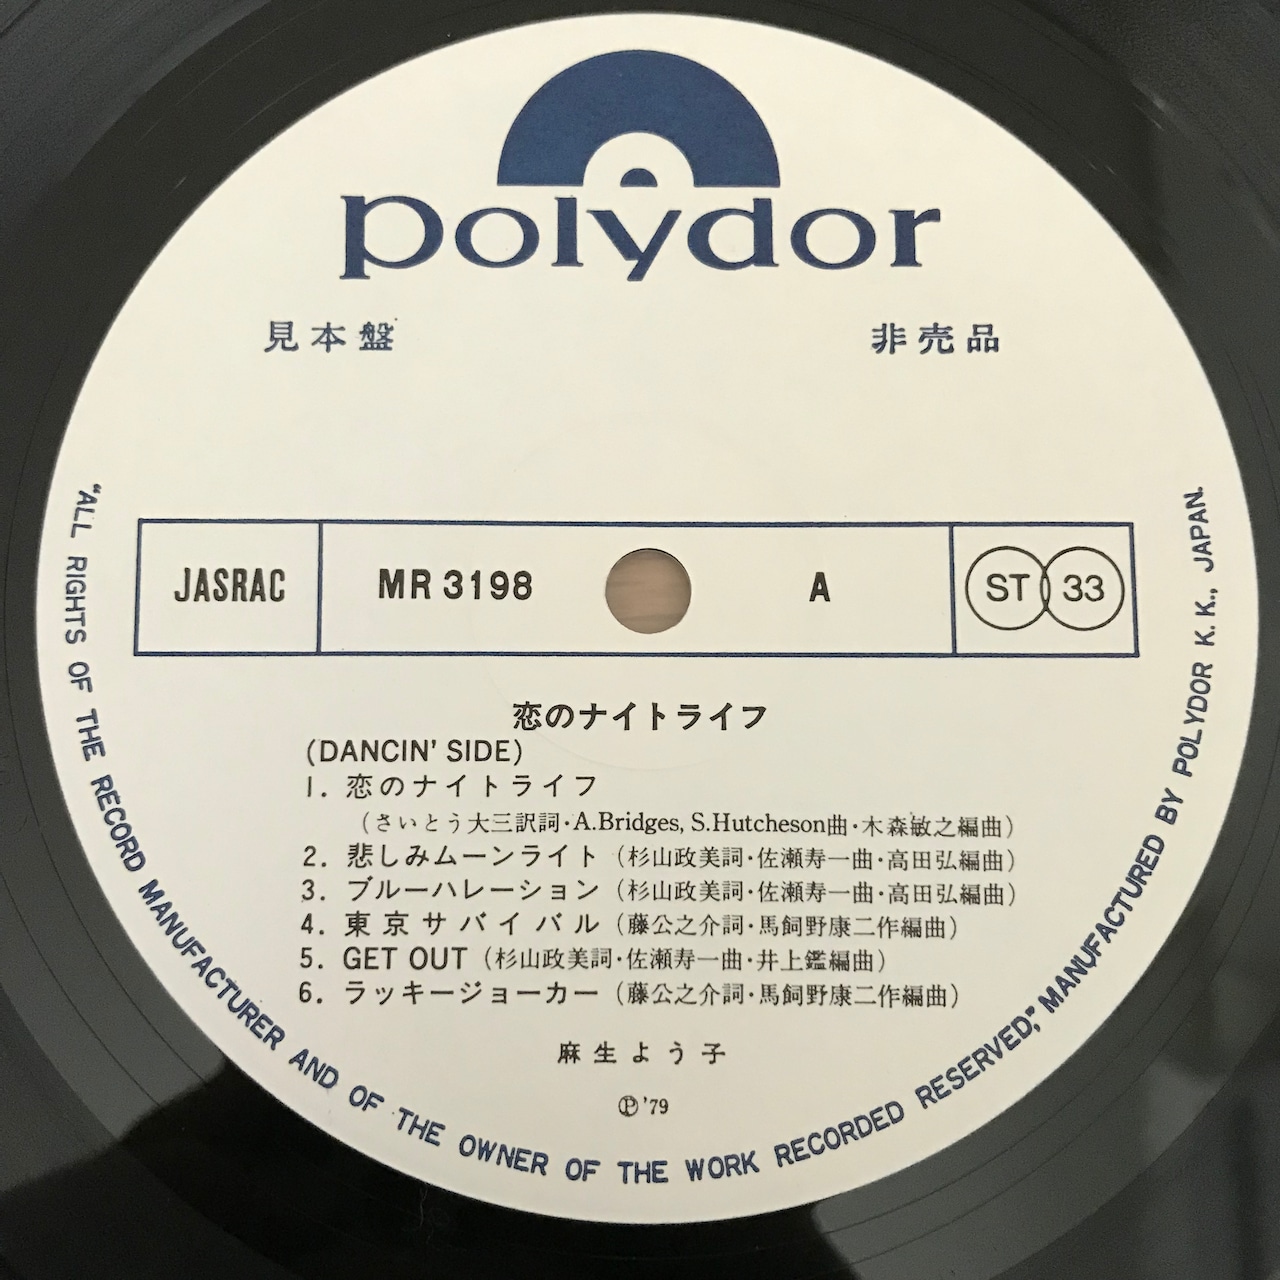 polydor
見本盤 非売品
JASRAC MR 3198 A ST 33
恋のナイトライフ
(DANCIN' SIDE)
1. 恋のナイトライフ
(さいとう大三訳詞・A.Bridges, S.Hutcheson曲・木森敏之編曲)
2. 悲しみムーンライト (杉山政美詞・佐瀬寿一曲・高田弘編曲)
3. ブルーハレーション (杉山政美詞・佐瀬寿一曲・高田弘編曲)
4. 東京サバイバル (藤公之介詞・馬飼野康二作編曲)
5. GET OUT (杉山政美詞・佐瀬寿一曲・井上鑑編曲)
6. ラッキージョーカー (藤公之介詞・馬飼野康二作編曲)
麻生よう子
Ⓟ'79
"ALL RIGHTS OF THE RECORD MANUFACTURER AND OF THE OWNER OF THE WORK RECORDED RESERVED," MANUFACTURED BY POLYDOR K.K., JAPAN.